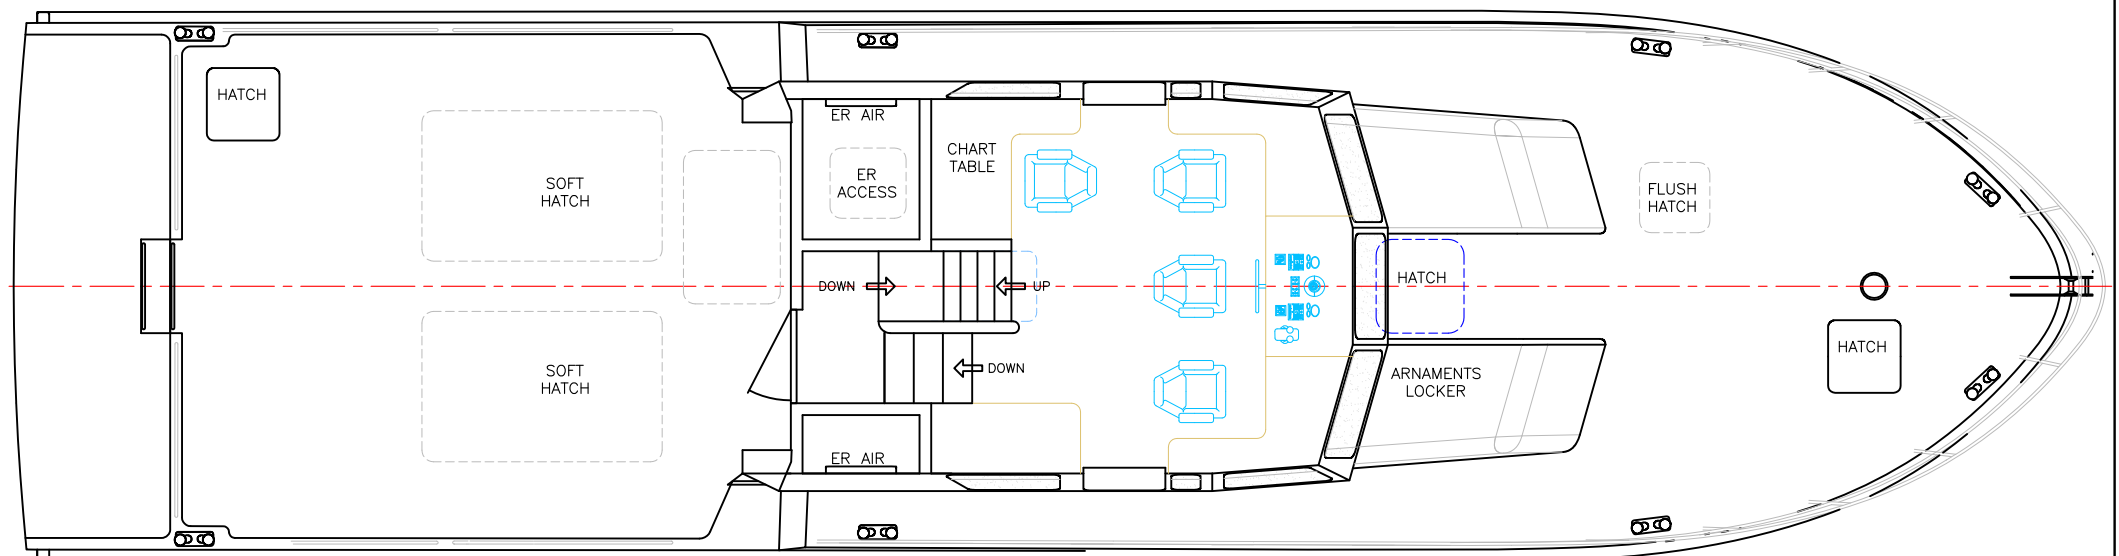 HATCH
SOFT
HATCH
SOFT
HATCH
ER AIR
ER
ACCESS
CHART
TABLE
DOWN
UP
DOWN
ER AIR
HATCH
ARNAMENTS
LOCKER
FLUSH
HATCH
HATCH